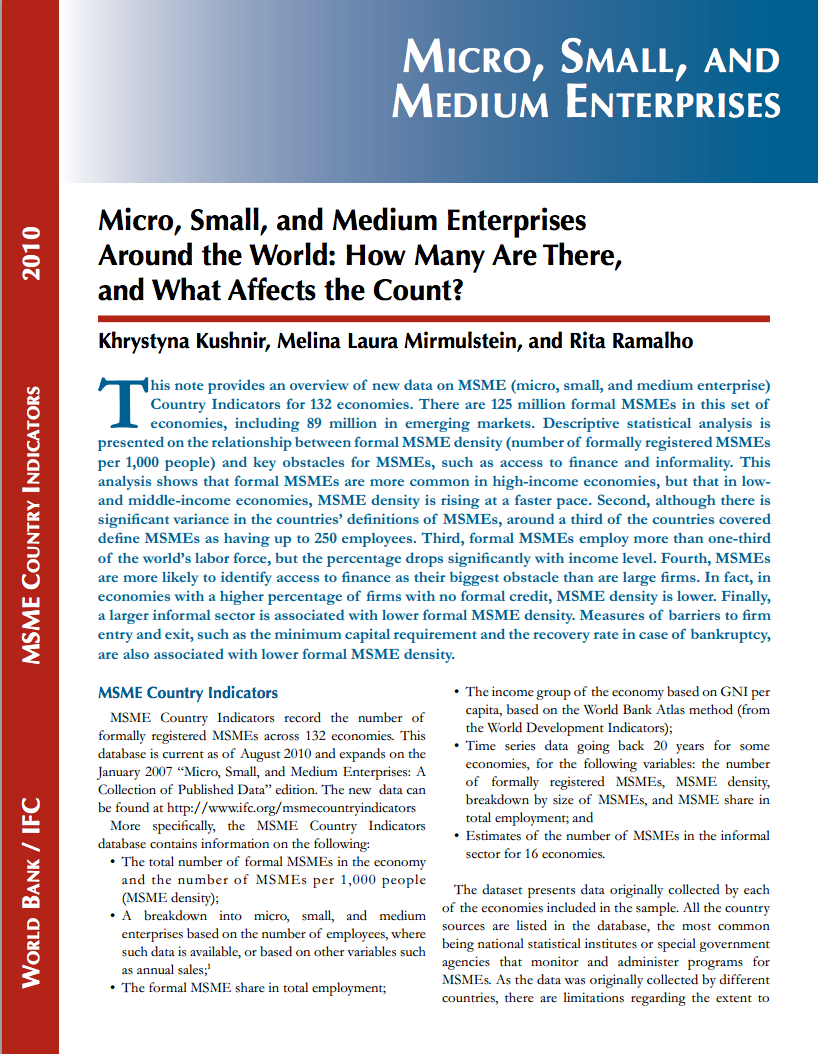 MICRO, SMALL, AND
MEDIUM ENTERPRISES
Micro, Small, and Medium Enterprises
Around the World: How Many Are There,
and What Affects the Count?
Khrystyna Kushnir, Melina Laura Mirmulstein, and Rita Ramalho
This note provides an overview of new data on MSME (micro, small, and medium enterprise)
Country Indicators for 132 economies. There are 125 million formal MSMEs in this set of
economies, including 89 million in emerging markets. Descriptive statistical analysis is
presented on the relationship between formal MSME density (number of formally registered MSMEs
per 1,000 people) and key obstacles for MSMEs, such as access to finance and informality. This
analysis shows that formal MSMEs are more common in high-income economies, but that in low-
and middle-income economies, MSME density is rising at a faster pace. Second, although there is
significant variance in the countries' definitions of MSMEs, around a third of the countries covered
define MSMEs as having up to 250 employees. Third, formal MSMEs employ more than one-third
of the world's labor force, but the percentage drops significantly with income level. Fourth, MSMEs
are more likely to identify access to finance as their biggest obstacle than are large firms. In fact, in
economies with a higher percentage of firms with no formal credit, MSME density is lower. Finally,
a larger informal sector is associated with lower formal MSME density. Measures of barriers to firm
entry and exit, such as the minimum capital requirement and the recovery rate in case of bankruptcy,
are also associated with lower formal MSME density.
MSME Country Indicators
MSME Country Indicators record the number of
formally registered MSMEs across 132 economies. This
database is current as of August 2010 and expands on the
January 2007 “Micro, Small, and Medium Enterprises: A
Collection of Published Data” edition. The new data can
be found at http://www.ifc.org/msmecountryindicators
More specifically, the MSME Country Indicators
database contains information on the following:
• The total number of formal MSMEs in the economy
and the number of MSMEs per 1,000 people
(MSME density);
• A breakdown into micro, small, and medium
enterprises based on the number of employees, where
such data is available, or based on other variables such
as annual sales;1
• The formal MSME share in total employment;
• The income group of the economy based on GNI per
capita, based on the World Bank Atlas method (from
the World Development Indicators);
• Time series data going back 20 years for some
economies, for the following variables: the number
of formally registered MSMEs, MSME density,
breakdown by size of MSMEs, and MSME share in
total employment; and
• Estimates of the number of MSMEs in the informal
sector for 16 economies.
The dataset presents data originally collected by each
of the economies included in the sample. All the country
sources are listed in the database, the most common
being national statistical institutes or special government
agencies that monitor and administer programs for
MSMEs. As the data was originally collected by different
countries, there are limitations regarding the extent to
WORLD BANK / IFC
MSME COUNTRY INDICATORS
2010